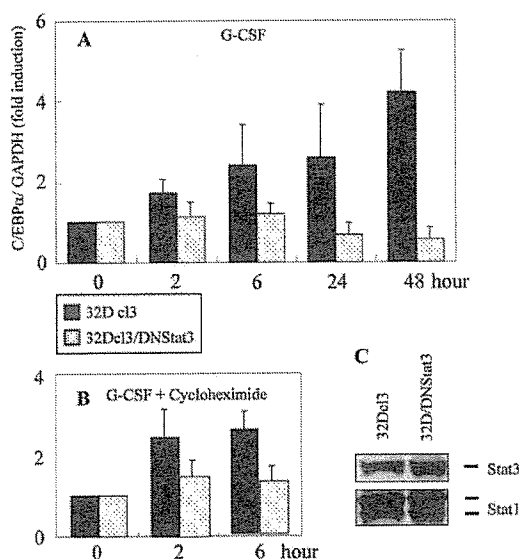 A
G-CSF
C/EBPα/ GAPDH (fold induction)
6
4
2
0
0 2 6 24 48 hour
32D cl3
32Dcl3/DNStat3
B
G-CSF + Cycloheximide
4
2
0
0 2 6 hour
C
32Dcl3
32D/DNStat3
Stat3
Stat1